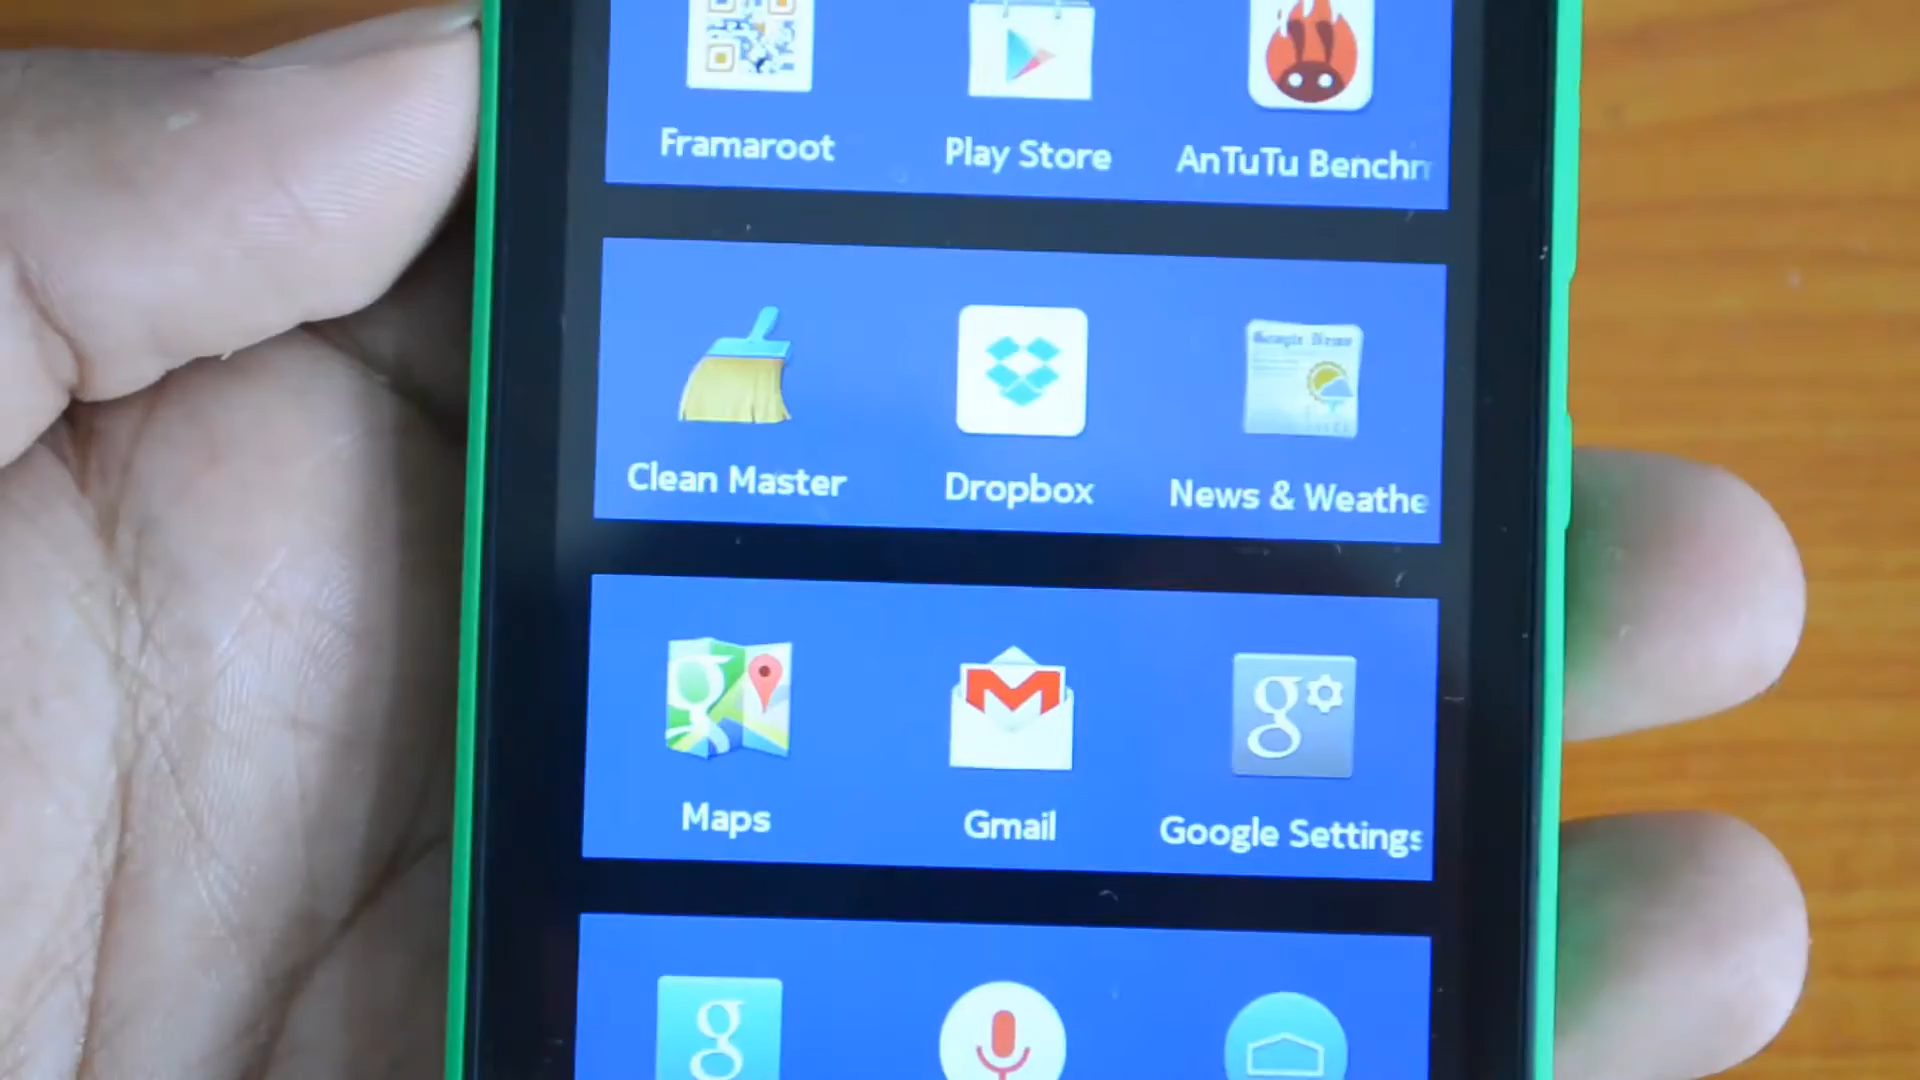 Framaroot
Play Store
AnTuTu Benchm
Clean Master
Dropbox
News & Weathe
Maps
Gmail
Google Settings